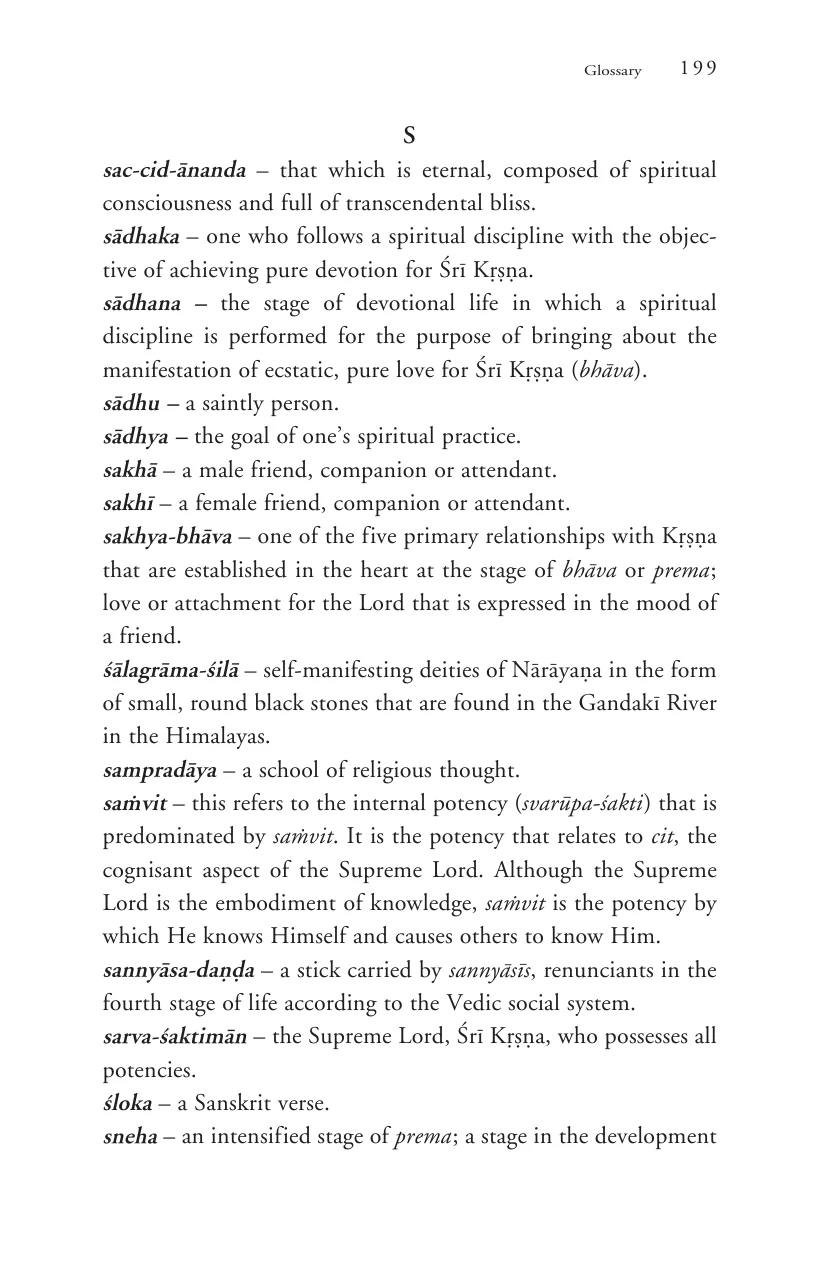 Glossary 199
S
sac-cid-ānanda – that which is eternal, composed of spiritual
consciousness and full of transcendental bliss.
sādhaka – one who follows a spiritual discipline with the objec-
tive of achieving pure devotion for Śrī Kṛṣṇa.
sādhana – the stage of devotional life in which a spiritual
discipline is performed for the purpose of bringing about the
manifestation of ecstatic, pure love for Śrī Kṛṣṇa (bhāva).
sādhu – a saintly person.
sādhya – the goal of one’s spiritual practice.
sakhā – a male friend, companion or attendant.
sakhī – a female friend, companion or attendant.
sakhya-bhāva – one of the five primary relationships with Kṛṣṇa
that are established in the heart at the stage of bhāva or prema;
love or attachment for the Lord that is expressed in the mood of
a friend.
śālagrāma-śilā – self-manifesting deities of Nārāyaṇa in the form
of small, round black stones that are found in the Gandakī River
in the Himalayas.
sampradāya – a school of religious thought.
saṁvit – this refers to the internal potency (svarūpa-śakti) that is
predominated by saṁvit. It is the potency that relates to cit, the
cognisant aspect of the Supreme Lord. Although the Supreme
Lord is the embodiment of knowledge, saṁvit is the potency by
which He knows Himself and causes others to know Him.
sannyāsa-daṇḍa – a stick carried by sannyāsīs, renunciants in the
fourth stage of life according to the Vedic social system.
sarva-śaktimān – the Supreme Lord, Śrī Kṛṣṇa, who possesses all
potencies.
śloka – a Sanskrit verse.
sneha – an intensified stage of prema; a stage in the development